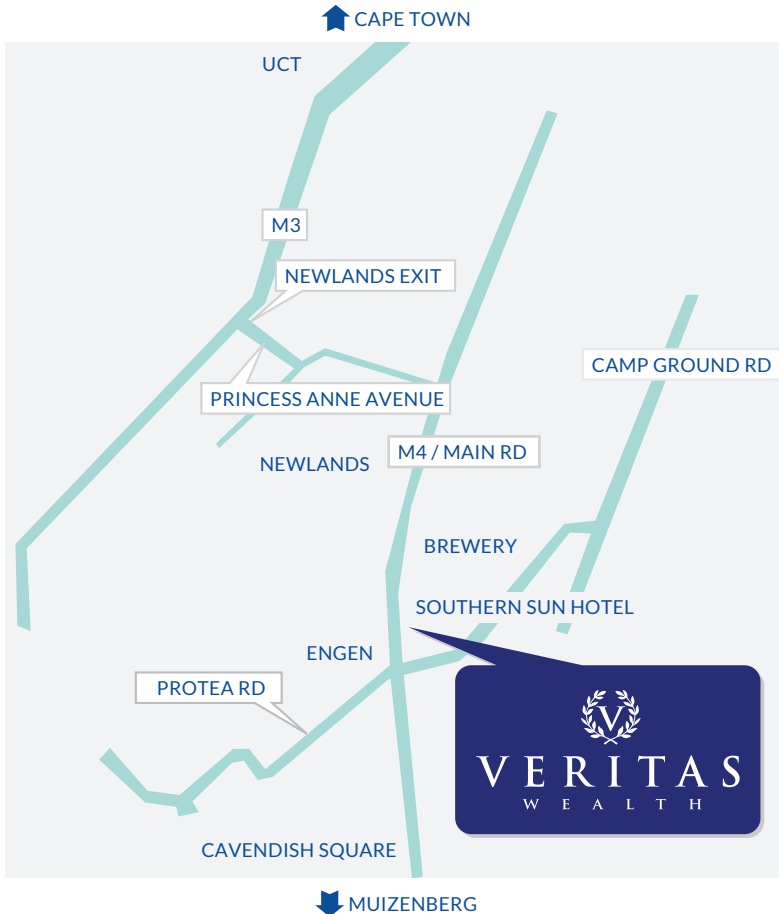 CAPE TOWN
UCT
M3
NEWLANDS EXIT
CAMP GROUND RD
PRINCESS ANNE AVENUE
M4 / MAIN RD
NEWLANDS
BREWERY
SOUTHERN SUN HOTEL
ENGEN
PROTEA RD
V
VERITAS
WEALTH
CAVENDISH SQUARE
MUIZENBERG